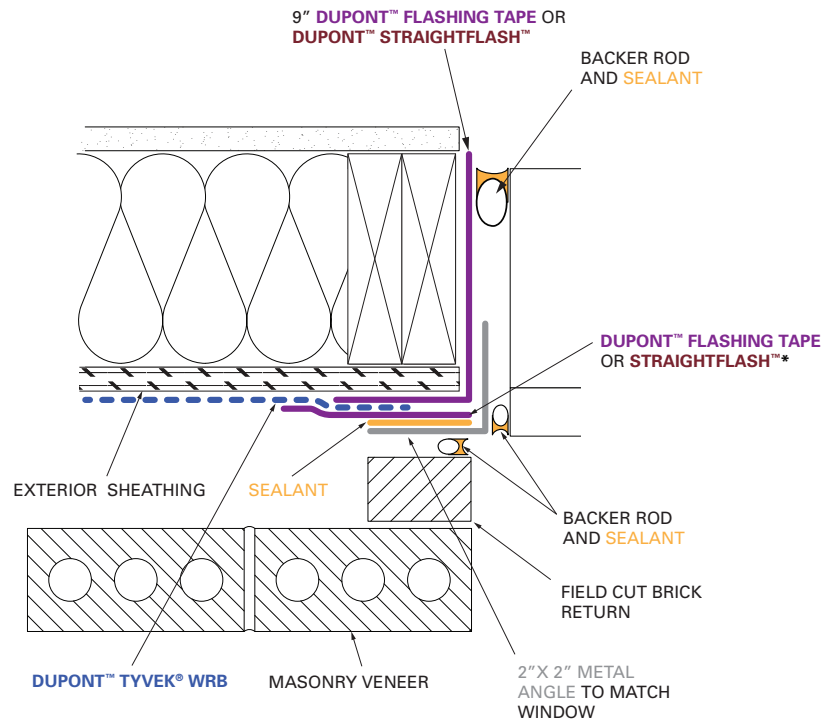 9” DUPONT™ FLASHING TAPE OR
DUPONT™ STRAIGHTFLASH™
BACKER ROD
AND SEALANT
DUPONT™ FLASHING TAPE
OR STRAIGHTFLASH™*
EXTERIOR SHEATHING
SEALANT
BACKER ROD
AND SEALANT
FIELD CUT BRICK
RETURN
DUPONT™ TYVEK® WRB
MASONRY VENEER
2”X 2” METAL
ANGLE TO MATCH
WINDOW